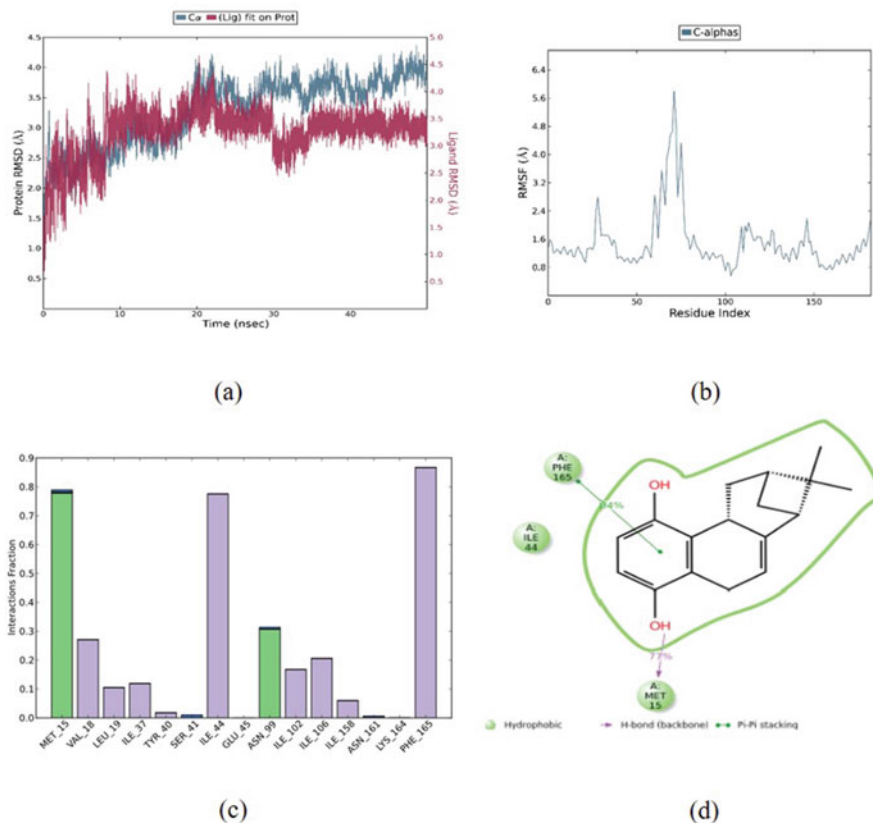 Cα (Lig) fit on Prot
Protein RMSD (Å)
4.5
4.0
3.5
3.0
2.5
2.0
1.5
1.0
0.5
5.0
4.5
4.0
3.5
3.0
2.5
2.0
1.5
1.0
0.5
Ligand RMSD (Å)
0 10 20 30 40
Time (nsec)
(a)
C-alphas
RMSF (Å)
6.4
5.6
4.8
4.0
3.2
2.4
1.6
0.8
0 50 100 150
Residue Index
(b)
Interactions Fraction
0.9
0.8
0.7
0.6
0.5
0.4
0.3
0.2
0.1
0.0
MET_15 VAL_18 LEU_19 ILE_37 TYR_40 SER_41 ILE_44 GLU_45 ASN_99 ILE_102 ILE_106 ILE_158 ASN_161 LYS_164 PHE_165
(c)
A:
PHE
165
OH
A:
ILE
44
OH
77%
A:
MET
15
Hydrophobic H-bond (backbone) Pi-Pi stacking
(d)